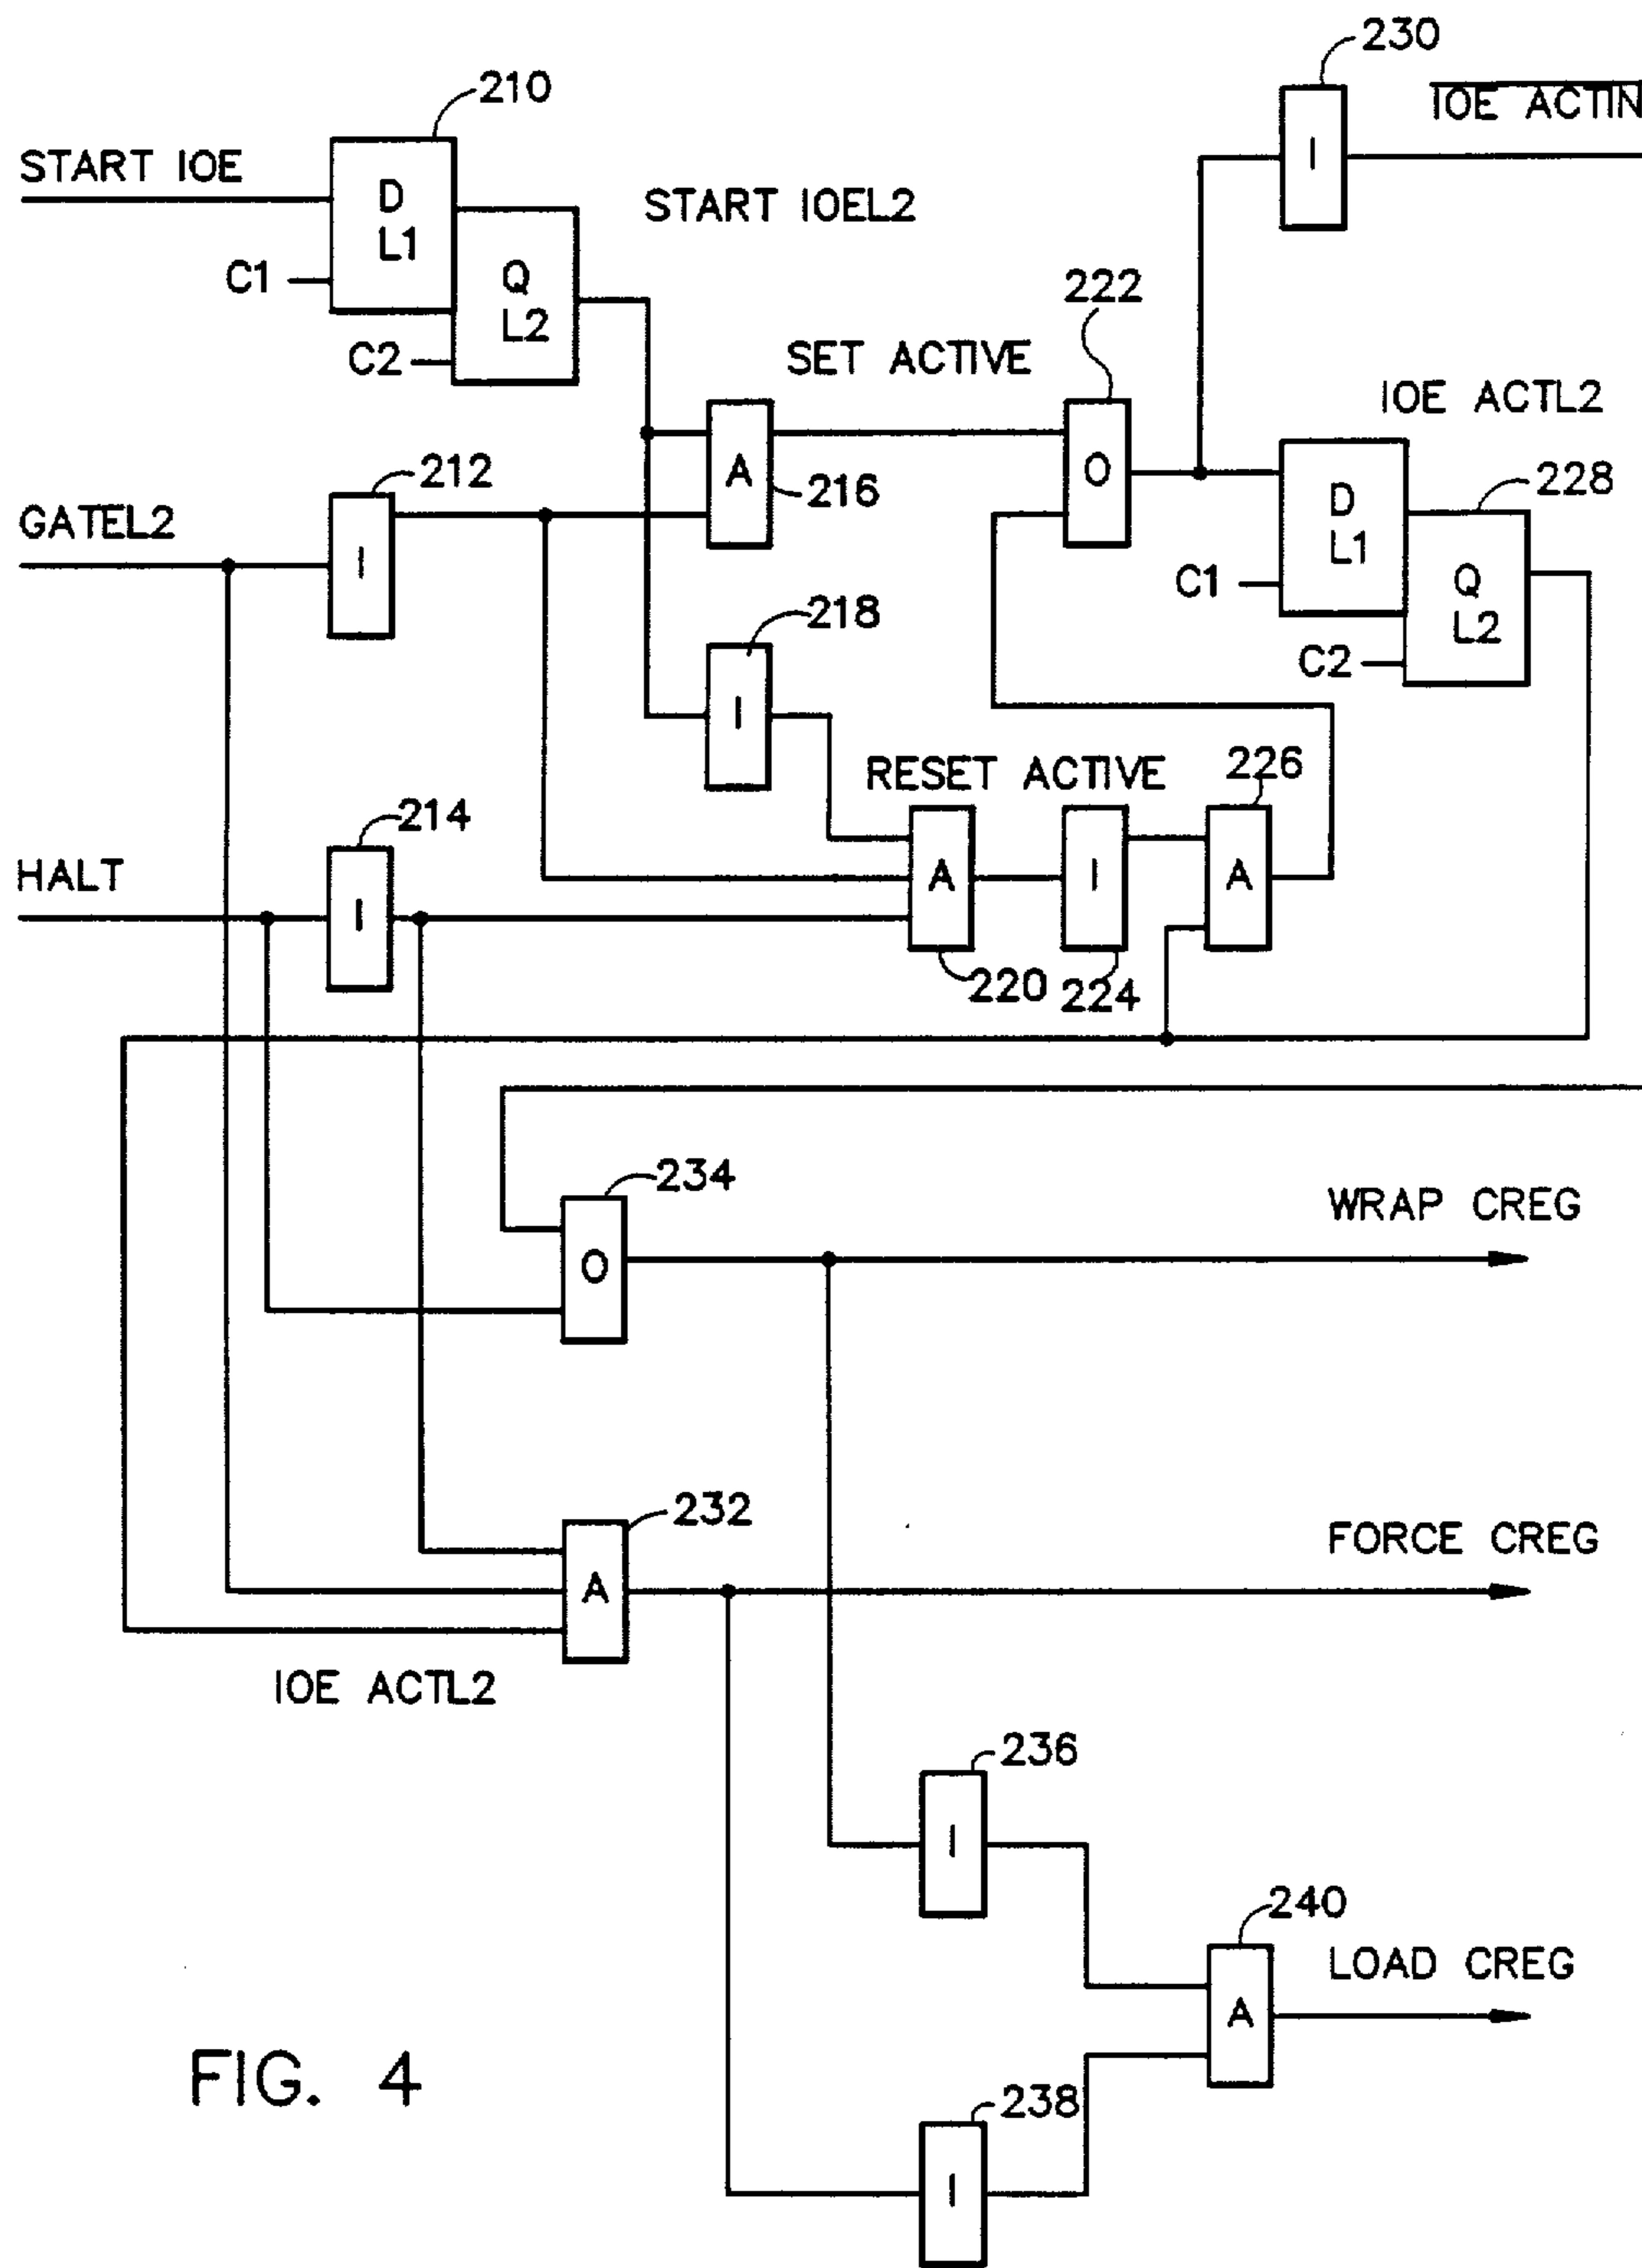 230
IOE ACTIN
210
START IOE
D
L1
I
START IOEL2
C1
Q
L2
222
C2
SET ACTIVE
IOE ACTL2
212
A
216
O
228
GATEL2
I
D
L1
C1
Q
L2
218
C2
I
RESET ACTIVE
226
214
HALT
I
A
I
A
220
224
234
WRAP CREG
O
232
FORCE CREG
A
IOE ACTL2
236
I
240
LOAD CREG
A
FIG. 4
238
I